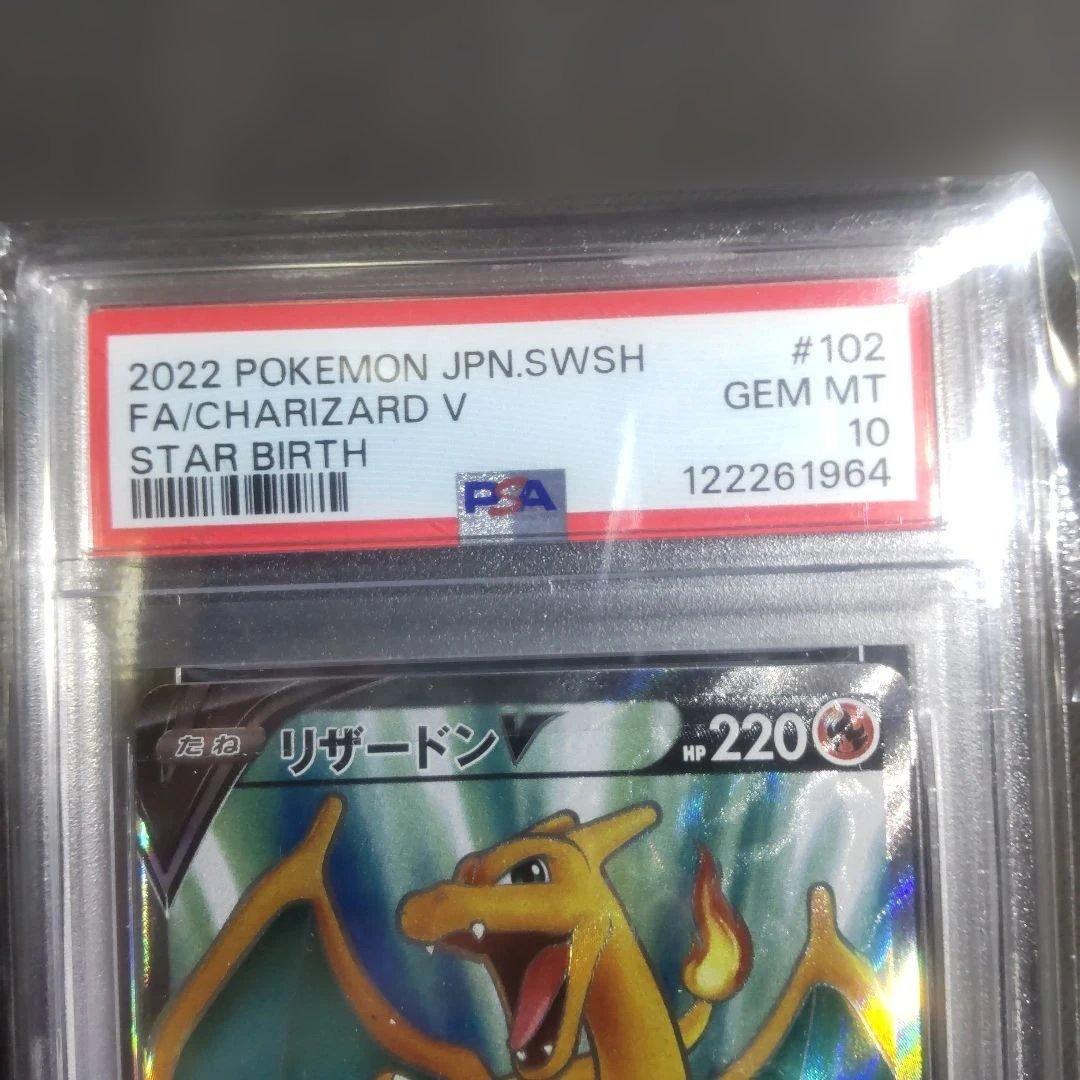 2022 POKEMON JPN.SWSH #102
FA/CHARIZARD V GEM MT
STAR BIRTH 10
122261964
PSA
たね リザードンV HP 220